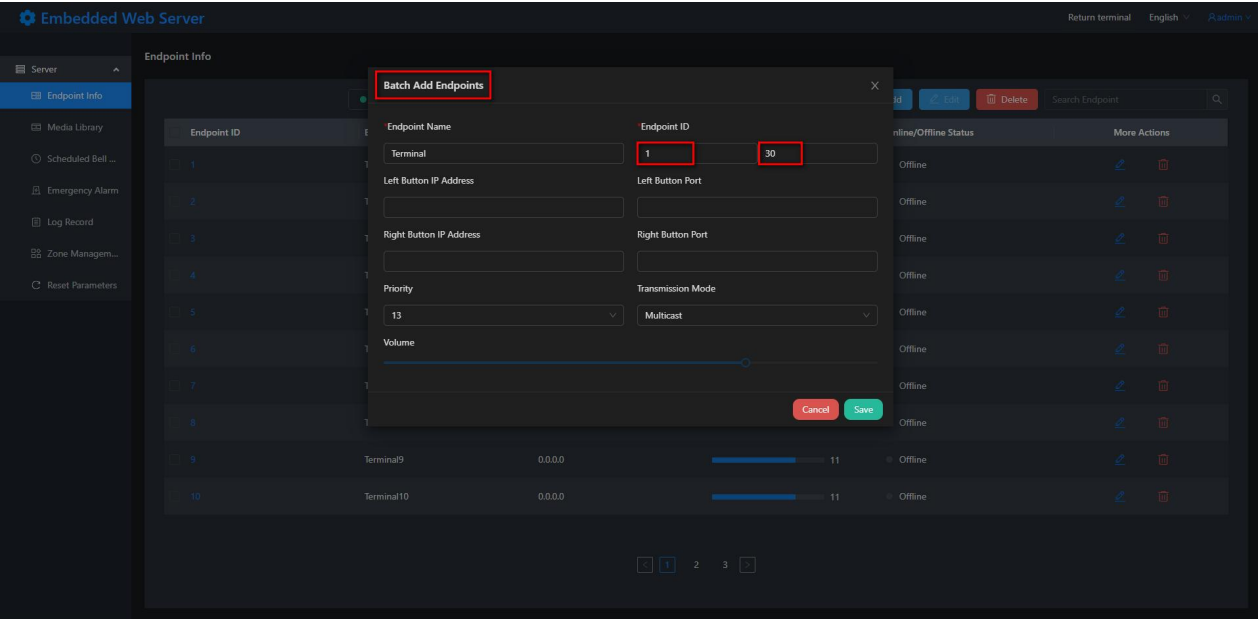 Embedded Web Server
Return terminal English admin
Endpoint Info
Server
Endpoint Info
Media Library
Scheduled Bell ...
Emergency Alarm
Log Record
Zone Managem...
Reset Parameters
Edit Delete Search Endpoint
Endpoint ID More Actions
1 Offline
2 Offline
3 Offline
4 Offline
5 Offline
6 Offline
7 Offline
8 Offline
9 Terminal9 0.0.0.0 11 Offline
10 Terminal10 0.0.0.0 11 Offline
1 2 3
Batch Add Endpoints
*Endpoint Name *Endpoint ID
Terminal 1 30
Left Button IP Address Left Button Port
Right Button IP Address Right Button Port
Priority Transmission Mode
13 Multicast
Volume
Cancel Save